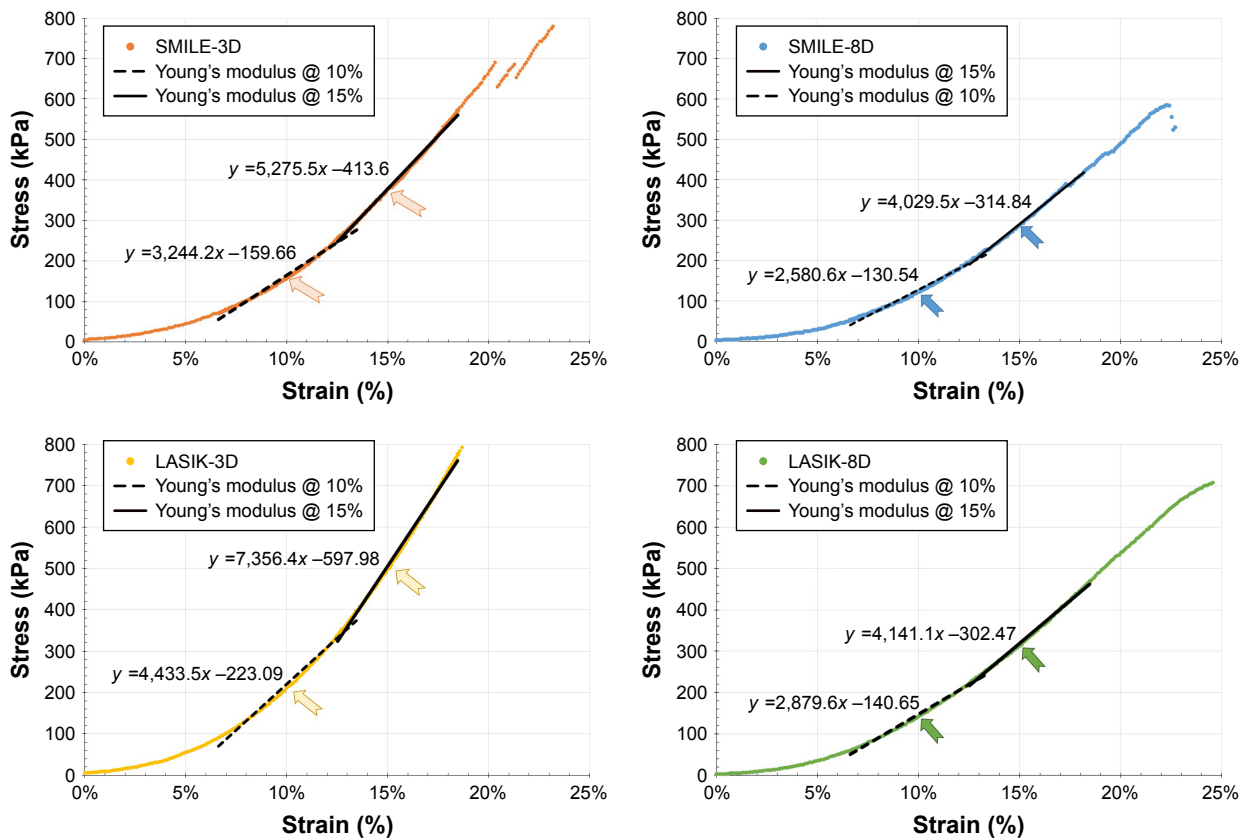 800
700
600
500
400
300
200
100
0
Stress (kPa)
SMILE-3D
Young's modulus @ 10%
Young's modulus @ 15%
y =5,275.5x –413.6
y =3,244.2x –159.66
0% 5% 10% 15% 20% 25%
Strain (%)
800
700
600
500
400
300
200
100
0
Stress (kPa)
SMILE-8D
Young's modulus @ 15%
Young's modulus @ 10%
y =4,029.5x –314.84
y =2,580.6x –130.54
0% 5% 10% 15% 20% 25%
Strain (%)
800
700
600
500
400
300
200
100
0
Stress (kPa)
LASIK-3D
Young's modulus @ 10%
Young's modulus @ 15%
y =7,356.4x –597.98
y =4,433.5x –223.09
0% 5% 10% 15% 20% 25%
Strain (%)
800
700
600
500
400
300
200
100
0
Stress (kPa)
LASIK-8D
Young's modulus @ 10%
Young's modulus @ 15%
y =4,141.1x –302.47
y =2,879.6x –140.65
0% 5% 10% 15% 20% 25%
Strain (%)